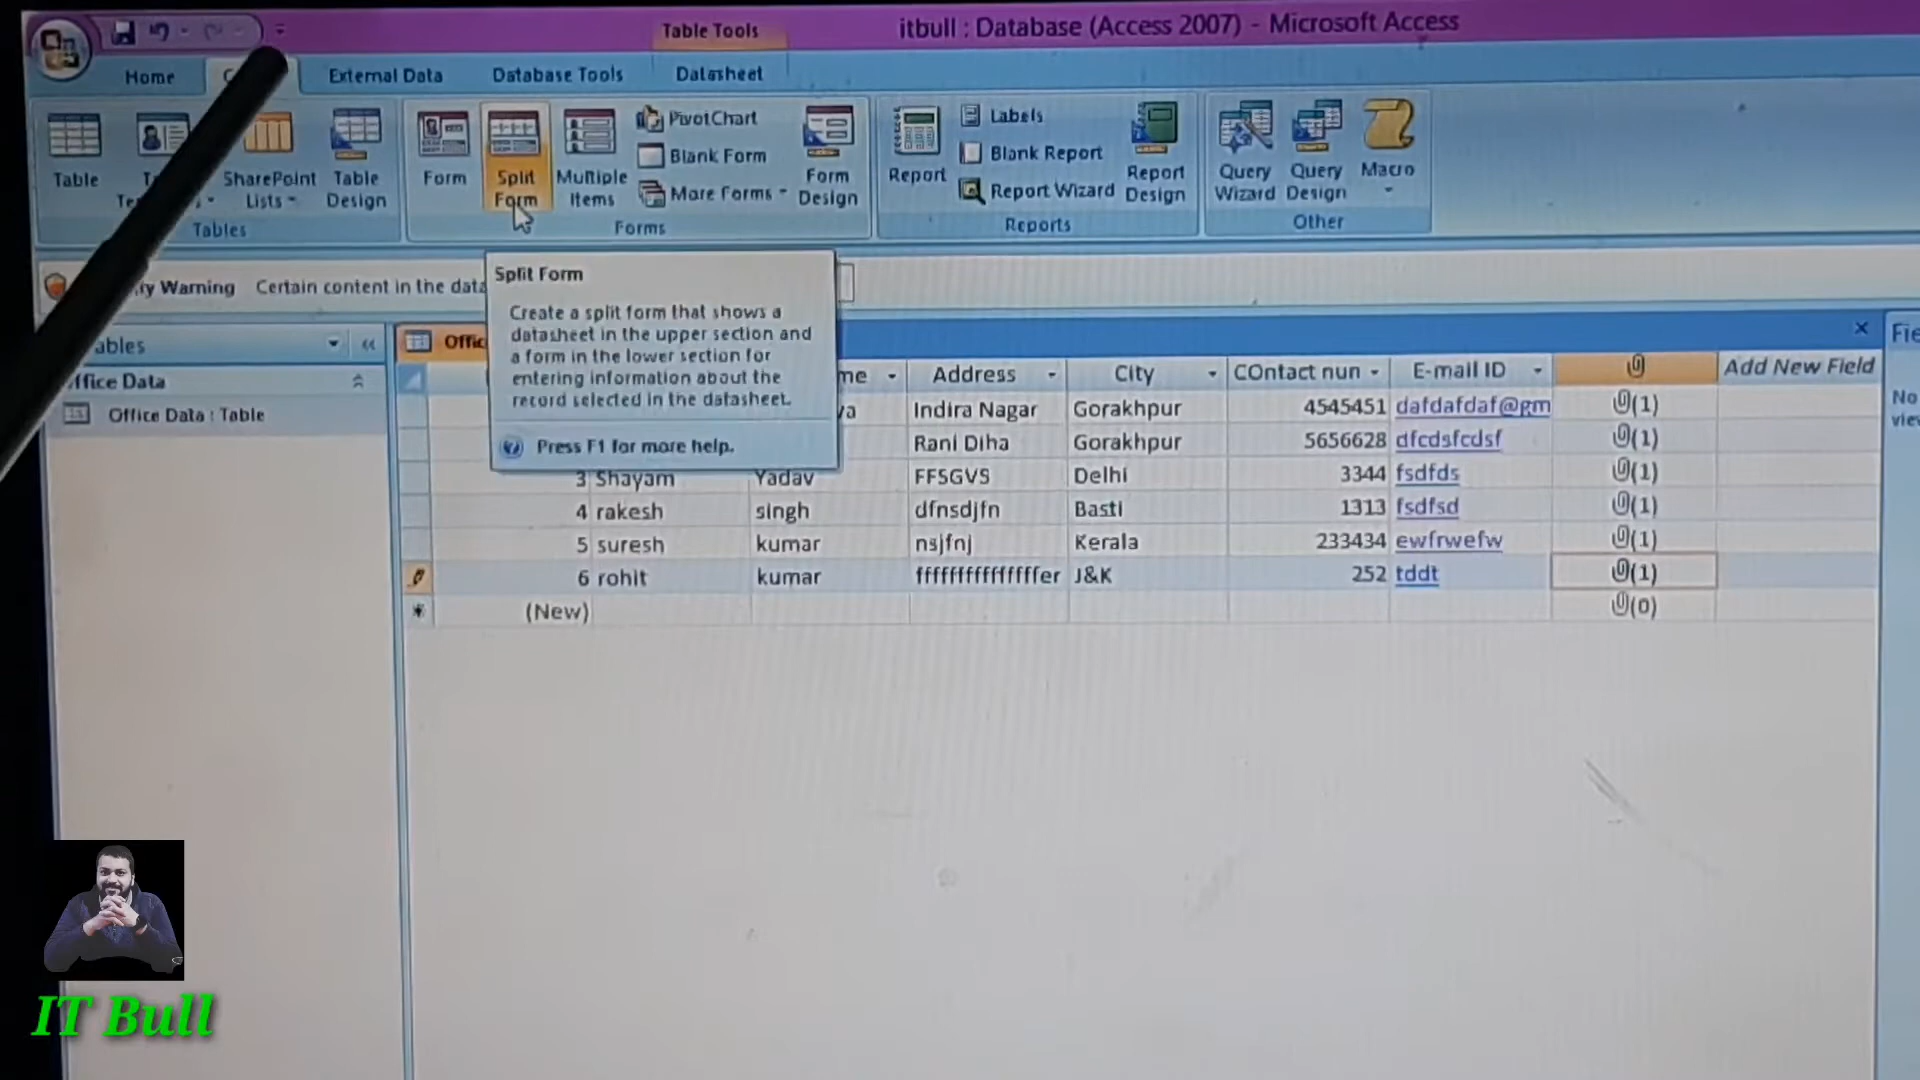 Table Tools
itbull : Database (Access 2007) - Microsoft Access
Home
External Data
Database Tools
Datasheet
Table
SharePoint
Lists
Table
Design
Tables
Form
Split
Form
Multiple
Items
PivotChart
Blank Form
More Forms
Form
Design
Forms
Report
Labels
Blank Report
Report Wizard
Report
Design
Reports
Query
Wizard
Query
Design
Macro
Other
Warning Certain content in the
Split Form
Create a split form that shows a
datasheet in the upper section and
a form in the lower section for
entering information about the
record selected in the datasheet.
Press F1 for more help.
Data
Office Data : Table
Address City COntact nun E-mail ID Add New Field
Indira Nagar Gorakhpur 4545451 dafdafdaf@gm (1)
Rani Diha Gorakhpur 5656628 dfcdsfcdsf (1)
3 Shayam Yadav FFSGVS Delhi 3344 fsdfds (1)
4 rakesh singh dfnsdjfn Basti 1313 fsdfsd (1)
5 suresh kumar nsjfnj Kerala 233434 ewfrwefw (1)
6 rohit kumar ffffffffffffffffer J&K 252 tddt (1)
(New) (0)
No
IT Bull